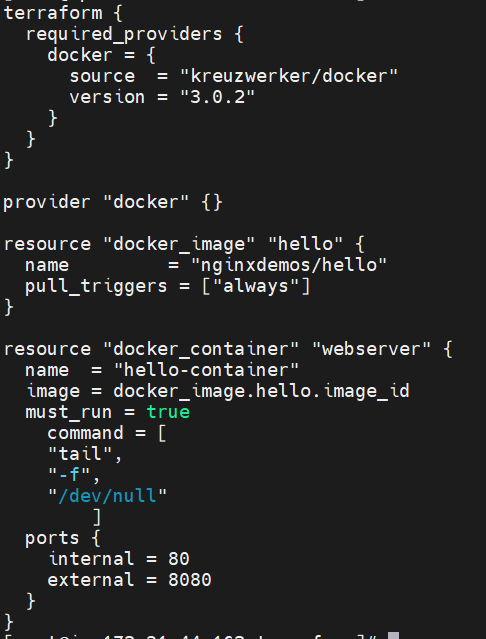 terraform {
  required_providers {
    docker = {
      source  = "kreuzwerker/docker"
      version = "3.0.2"
    }
  }
}

provider "docker" {}

resource "docker_image" "hello" {
  name         = "nginxdemos/hello"
  pull_triggers = ["always"]
}

resource "docker_container" "webserver" {
  name  = "hello-container"
  image = docker_image.hello.image_id
  must_run = true
    command = [
    "tail",
    "-f",
    "/dev/null"
        ]
  ports {
    internal = 80
    external = 8080
  }
}